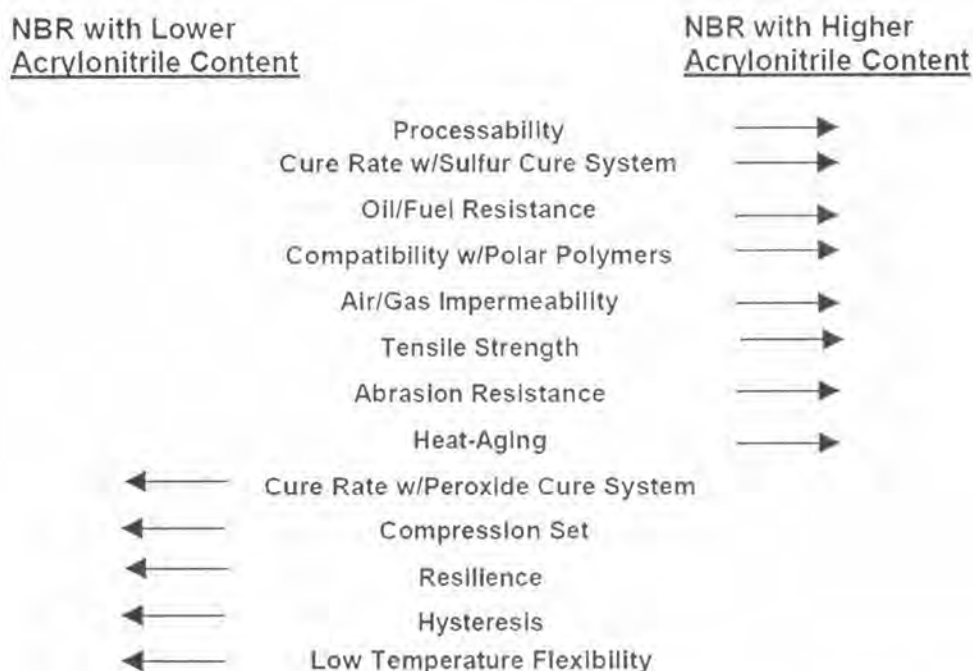 NBR with Lower
Acrylonitrile Content
NBR with Higher
Acrylonitrile Content
Processability
Cure Rate w/Sulfur Cure System
Oil/Fuel Resistance
Compatibility w/Polar Polymers
Air/Gas Impermeability
Tensile Strength
Abrasion Resistance
Heat-Aging
Cure Rate w/Peroxide Cure System
Compression Set
Resilience
Hysteresis
Low Temperature Flexibility